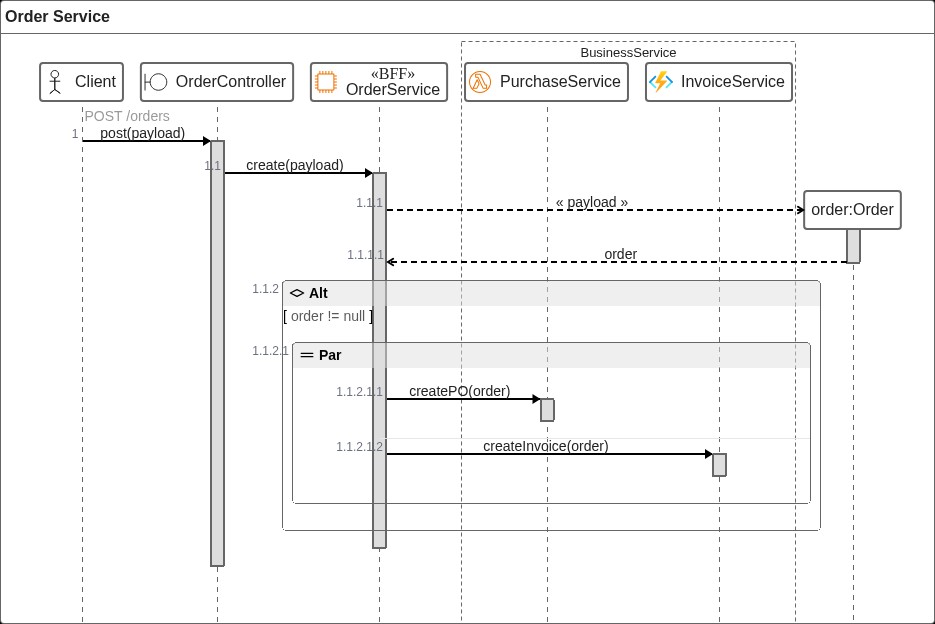 Order Service
BusinessService
Client
OrderController
«BFF»
OrderService
PurchaseService
InvoiceService
POST /orders
1
post(payload)
1.1
create(payload)
1.1.1
« payload »
order:Order
1.1.1.1
order
1.1.2
Alt
[ order != null ]
1.1.2.1
Par
1.1.2.1.1
createPO(order)
1.1.2.1.2
createInvoice(order)